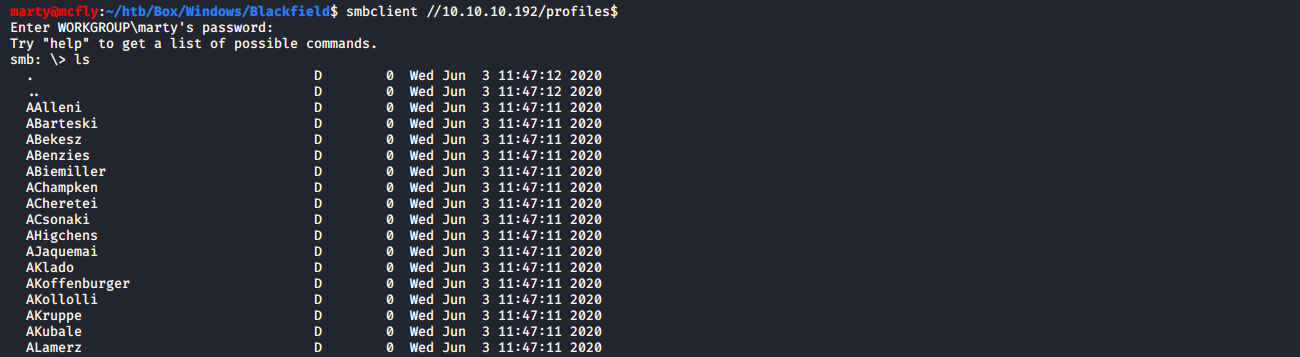 marty@mcfly:~/htb/Box/Windows/Blackfield$ smbclient //10.10.10.192/profiles$
Enter WORKGROUP\marty's password:
Try "help" to get a list of possible commands.
smb: \> ls
  .                                   D        0  Wed Jun  3 11:47:12 2020
  ..                                  D        0  Wed Jun  3 11:47:12 2020
  AAlleni                             D        0  Wed Jun  3 11:47:11 2020
  ABarteski                           D        0  Wed Jun  3 11:47:11 2020
  ABekesz                             D        0  Wed Jun  3 11:47:11 2020
  ABenzies                            D        0  Wed Jun  3 11:47:11 2020
  ABiemiller                          D        0  Wed Jun  3 11:47:11 2020
  AChampken                           D        0  Wed Jun  3 11:47:11 2020
  ACheretei                           D        0  Wed Jun  3 11:47:11 2020
  ACsonaki                            D        0  Wed Jun  3 11:47:11 2020
  AHigchens                           D        0  Wed Jun  3 11:47:11 2020
  AJaquemai                           D        0  Wed Jun  3 11:47:11 2020
  AKlado                              D        0  Wed Jun  3 11:47:11 2020
  AKoffenburger                       D        0  Wed Jun  3 11:47:11 2020
  AKollolli                           D        0  Wed Jun  3 11:47:11 2020
  AKruppe                             D        0  Wed Jun  3 11:47:11 2020
  AKubale                             D        0  Wed Jun  3 11:47:11 2020
  ALamerz                             D        0  Wed Jun  3 11:47:11 2020